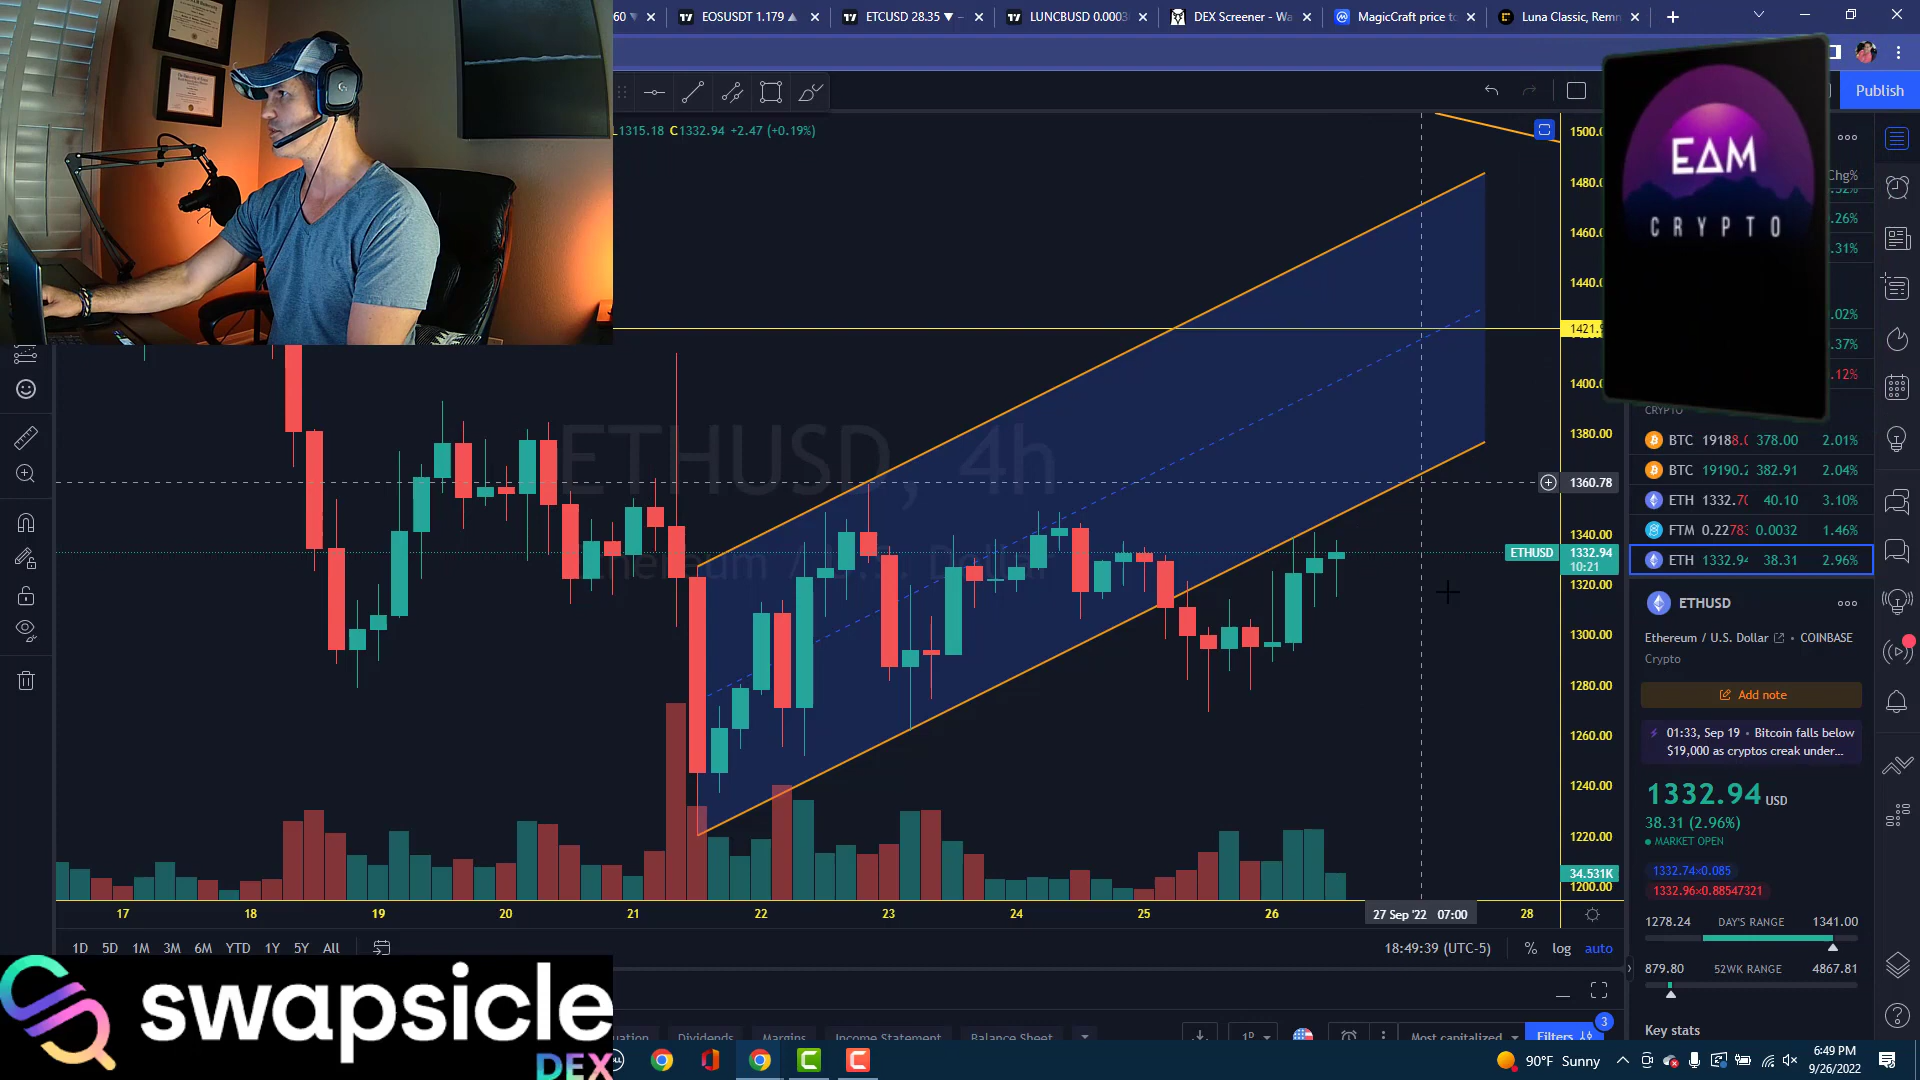 EOSUSDT 1.179
ETCUSD 28.35
LUNCBUSD 0.000
DEX Screener - Wa
MagicCraft price to
Luna Classic, Remn
Publish
L1315.18 C1332.94 +2.47 (+0.19%)
EAM
CRYPTO
Chg%
.26%
.31%
.02%
.37%
.12%
CRYPTO
BTC 19188.0 378.00 2.01%
BTC 19190.2 382.91 2.04%
ETH 1332.70 40.10 3.10%
FTM 0.2278 0.0032 1.46%
ETH 1332.94 38.31 2.96%
ETHUSD
Ethereum / U.S. Dollar • COINBASE
Crypto
Add note
01:33, Sep 19 • Bitcoin falls below
$19,000 as cryptos creak under...
1332.94 USD
38.31 (2.96%)
MARKET OPEN
1332.74×0.085
1332.96×0.88547321
1278.24 DAY'S RANGE 1341.00
879.80 52WK RANGE 4867.81
Key stats
ETHUSD, 4h
Ethereum / U.S. Dollar
1500.
1480.
1460.
1440.
1421.
1400.
1380.00
1360.78
1340.00
ETHUSD 1332.94
10:21
1320.00
1300.00
1280.00
1260.00
1240.00
1220.00
34.531K
1200.00
17 18 19 20 21 22 23 24 25 26 27 Sep '22 07:00 28
1D 5D 1M 3M 6M YTD 1Y 5Y All
18:49:39 (UTC-5) % log auto
swapsicle
DEX
Dividends Margins Income Statement Balance Sheet
1D Most capitalized Filters 3
90°F Sunny
6:49 PM
9/26/2022